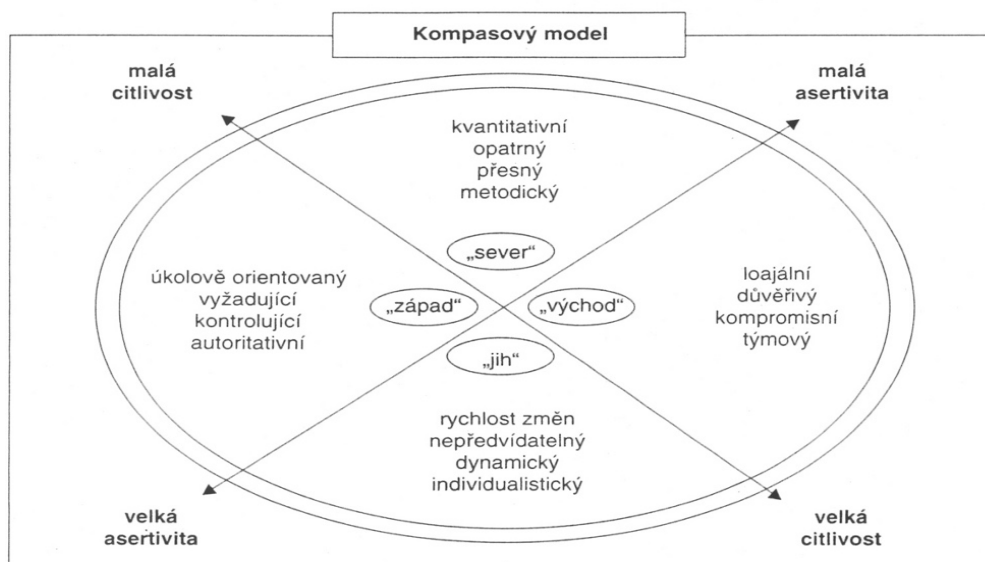 Kompasový model
malá
citlivost
malá
asertivita
kvantitativní
opatrný
přesný
metodický
„sever“
úkolově orientovaný
vyžadující
kontrolující
autoritativní
„západ“
„východ“
loajální
důvěřivý
kompromisní
týmový
„jih“
rychlost změn
nepředvídatelný
dynamický
individualistický
velká
asertivita
velká
citlivost